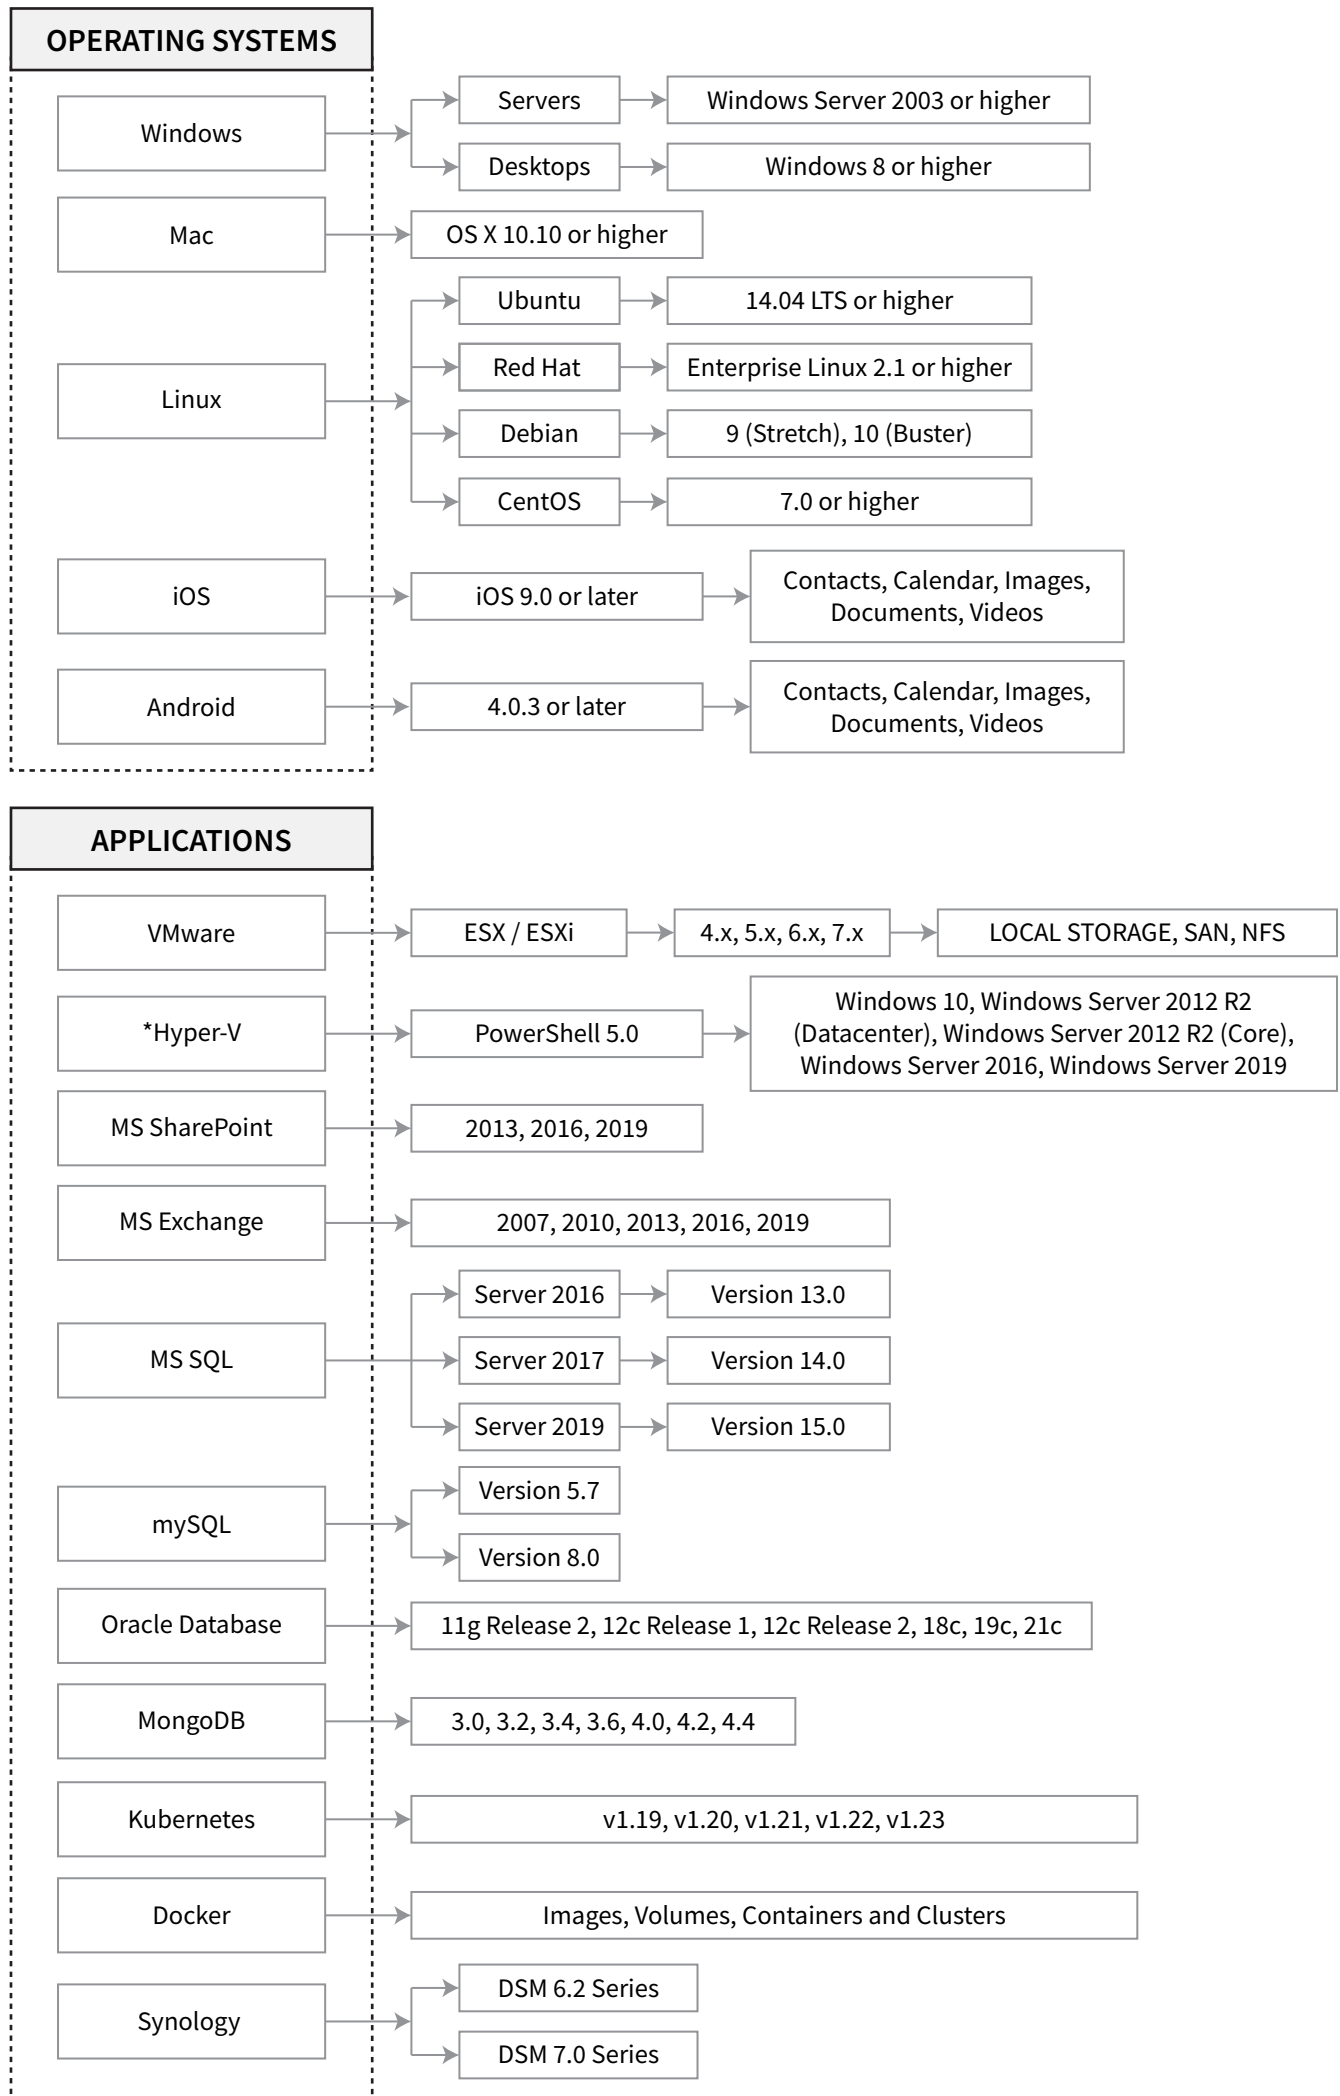 OPERATING SYSTEMS
Windows
Servers
Windows Server 2003 or higher
Desktops
Windows 8 or higher
Mac
OS X 10.10 or higher
Linux
Ubuntu
14.04 LTS or higher
Red Hat
Enterprise Linux 2.1 or higher
Debian
9 (Stretch), 10 (Buster)
CentOS
7.0 or higher
iOS
iOS 9.0 or later
Contacts, Calendar, Images,
Documents, Videos
Android
4.0.3 or later
Contacts, Calendar, Images,
Documents, Videos
APPLICATIONS
VMware
ESX / ESXi
4.x, 5.x, 6.x, 7.x
LOCAL STORAGE, SAN, NFS
*Hyper-V
PowerShell 5.0
Windows 10, Windows Server 2012 R2
(Datacenter), Windows Server 2012 R2 (Core),
Windows Server 2016, Windows Server 2019
MS SharePoint
2013, 2016, 2019
MS Exchange
2007, 2010, 2013, 2016, 2019
MS SQL
Server 2016
Version 13.0
Server 2017
Version 14.0
Server 2019
Version 15.0
mySQL
Version 5.7
Version 8.0
Oracle Database
11g Release 2, 12c Release 1, 12c Release 2, 18c, 19c, 21c
MongoDB
3.0, 3.2, 3.4, 3.6, 4.0, 4.2, 4.4
Kubernetes
v1.19, v1.20, v1.21, v1.22, v1.23
Docker
Images, Volumes, Containers and Clusters
Synology
DSM 6.2 Series
DSM 7.0 Series